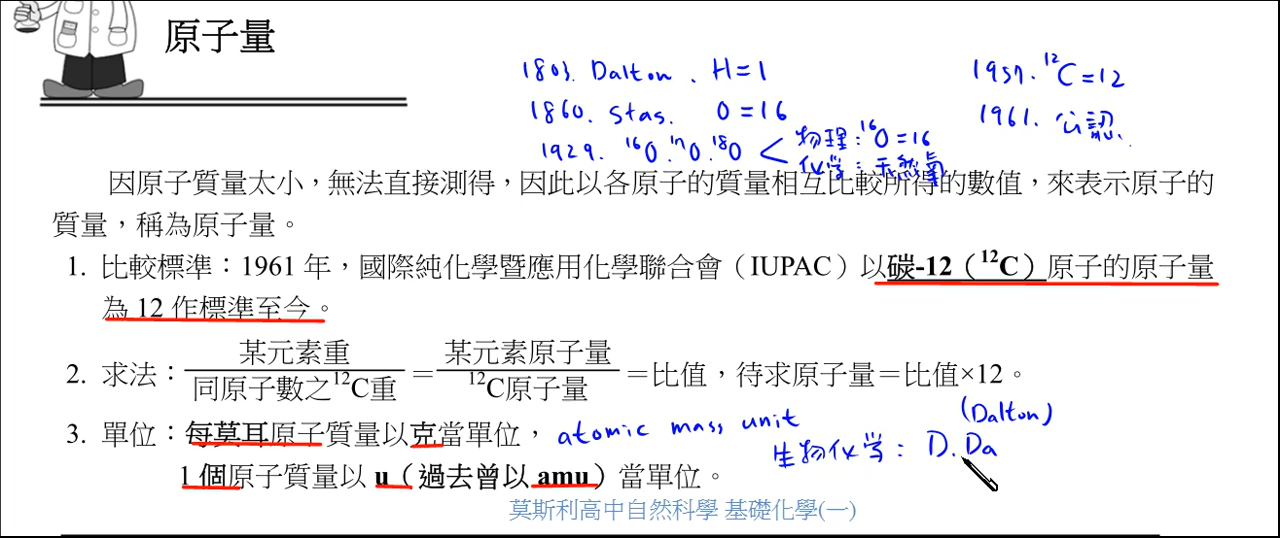 原子量
1803. Dalton. H=1
1860. Stas. O=16
1929. ¹⁶O.¹⁷O.¹⁸O < 物理:¹⁶O=16
化学:天然氧
1957. ¹²C=12
1961. 公認.
因原子質量太小,無法直接測得,因此以各原子的質量相互比較所得的數值,來表示原子的
質量,稱為原子量。
1. 比較標準:1961 年,國際純化學暨應用化學聯合會(IUPAC)以碳-12(¹²C)原子的原子量
為 12 作標準至今。
2. 求法:某元素重/同原子數之¹²C重=某元素原子量/¹²C原子量=比值,待求原子量=比值×12。
3. 單位:每莫耳原子質量以克當單位,atomic mass unit
(Dalton)
生物化学:D.Da
1 個原子質量以 u(過去曾以 amu)當單位。
莫斯利高中自然科學 基礎化學(一)